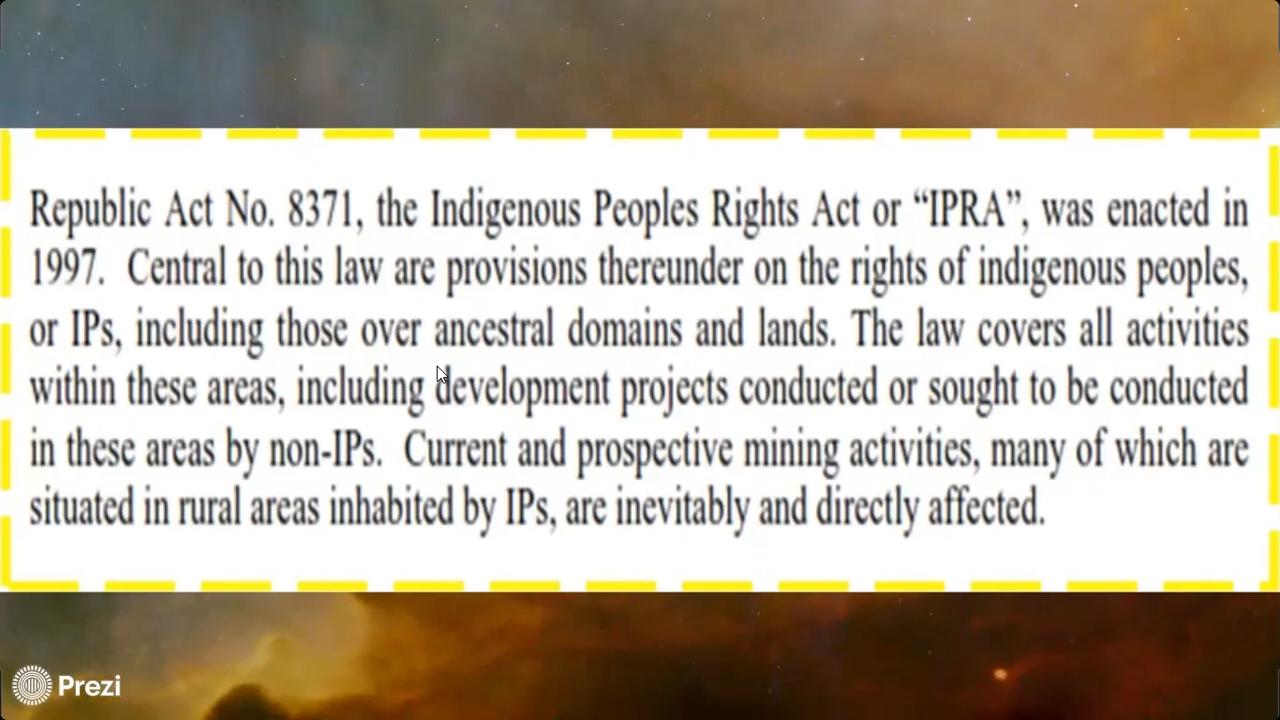 Republic Act No. 8371, the Indigenous Peoples Rights Act or “IPRA”, was enacted in
1997. Central to this law are provisions thereunder on the rights of indigenous peoples,
or IPs, including those over ancestral domains and lands. The law covers all activities
within these areas, including development projects conducted or sought to be conducted
in these areas by non-IPs. Current and prospective mining activities, many of which are
situated in rural areas inhabited by IPs, are inevitably and directly affected.
Prezi